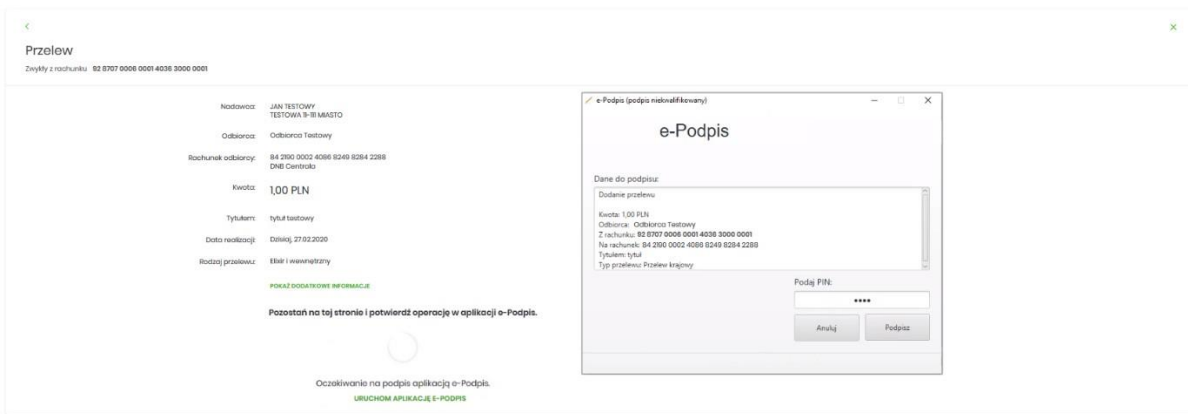 Przelew
Zwykły z rachunku 92 8707 0006 0001 4036 3000 0001
Nadawca: JAN TESTOWY
TESTOWA 11-111 MIASTO
Odbiorca: Odbiorca Testowy
Rachunek odbiorcy: 84 2190 0002 4086 8249 8284 2288
DNB Centrala
Kwota: 1,00 PLN
Tytułem: tytuł testowy
Data realizacji: Dzisiaj, 27.02.2020
Rodzaj przelewu: Elixir i wewnętrzny
POKAŻ DODATKOWE INFORMACJE
Pozostań na tej stronie i potwierdź operację w aplikacji e-Podpis.
Oczekiwanie na podpis aplikacją e-Podpis.
URUCHOM APLIKACJĘ E-PODPIS
e-Podpis (podpis niekwalifikowany)
e-Podpis
Dane do podpisu:
Dodanie przelewu
Kwota: 1,00 PLN
Odbiorca: Odbiorca Testowy
Z rachunku: 92 8707 0006 0001 4036 3000 0001
Na rachunek: 84 2190 0002 4086 8249 8284 2288
Tytułem: tytuł
Typ przelewu: Przelew krajowy
Podaj PIN:
••••
Anuluj
Podpisz